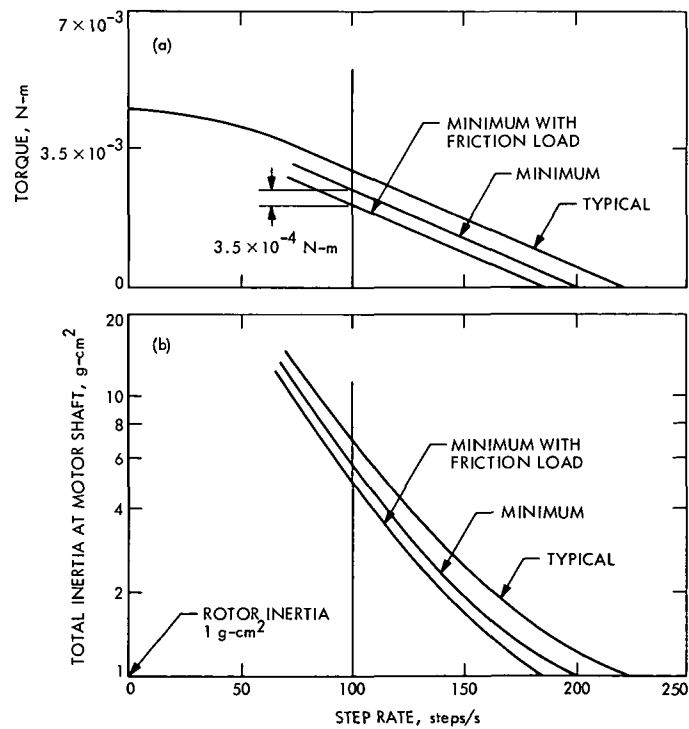 7 × 10⁻³
(a)
TORQUE, N-m
3.5 × 10⁻³
0
MINIMUM WITH
FRICTION LOAD
MINIMUM
TYPICAL
3.5 × 10⁻⁴ N-m
20
(b)
TOTAL INERTIA AT MOTOR SHAFT, g-cm²
10
8
6
4
2
1
MINIMUM WITH
FRICTION LOAD
MINIMUM
TYPICAL
ROTOR INERTIA
1 g-cm²
0 50 100 150 200 250
STEP RATE, steps/s